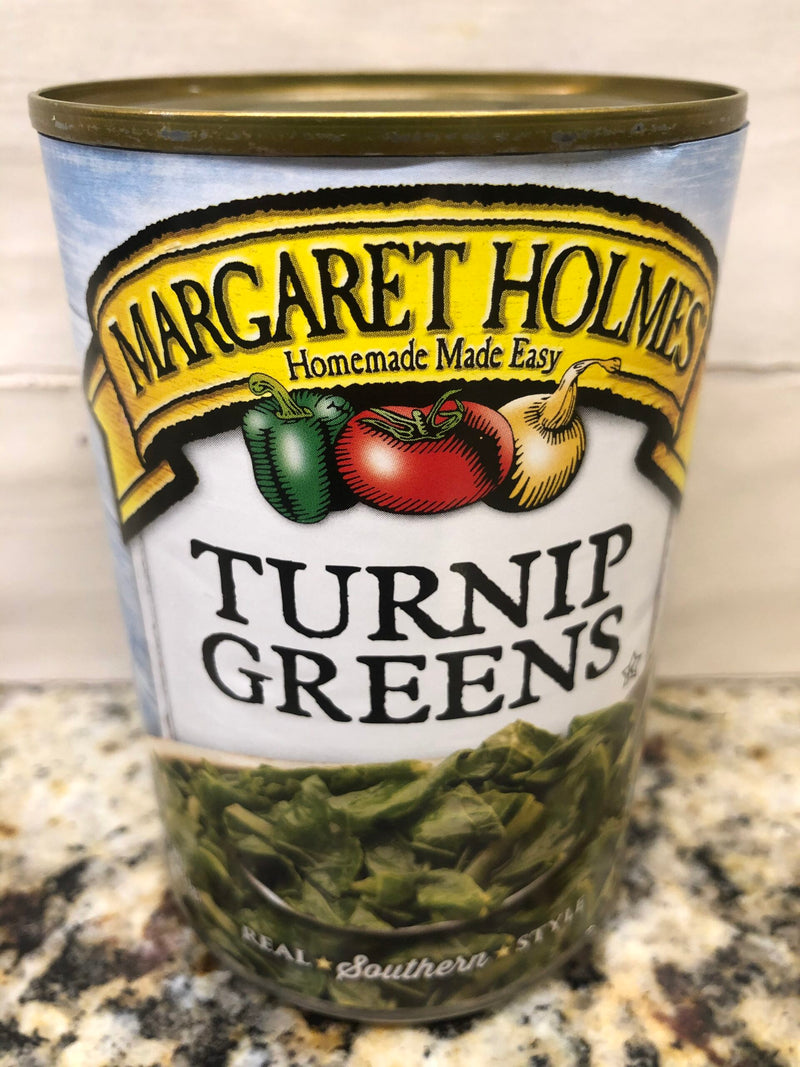 MARGARET HOLMES
Homemade Made Easy
TURNIP
GREENS
REAL ★ Southern ★ STYLE